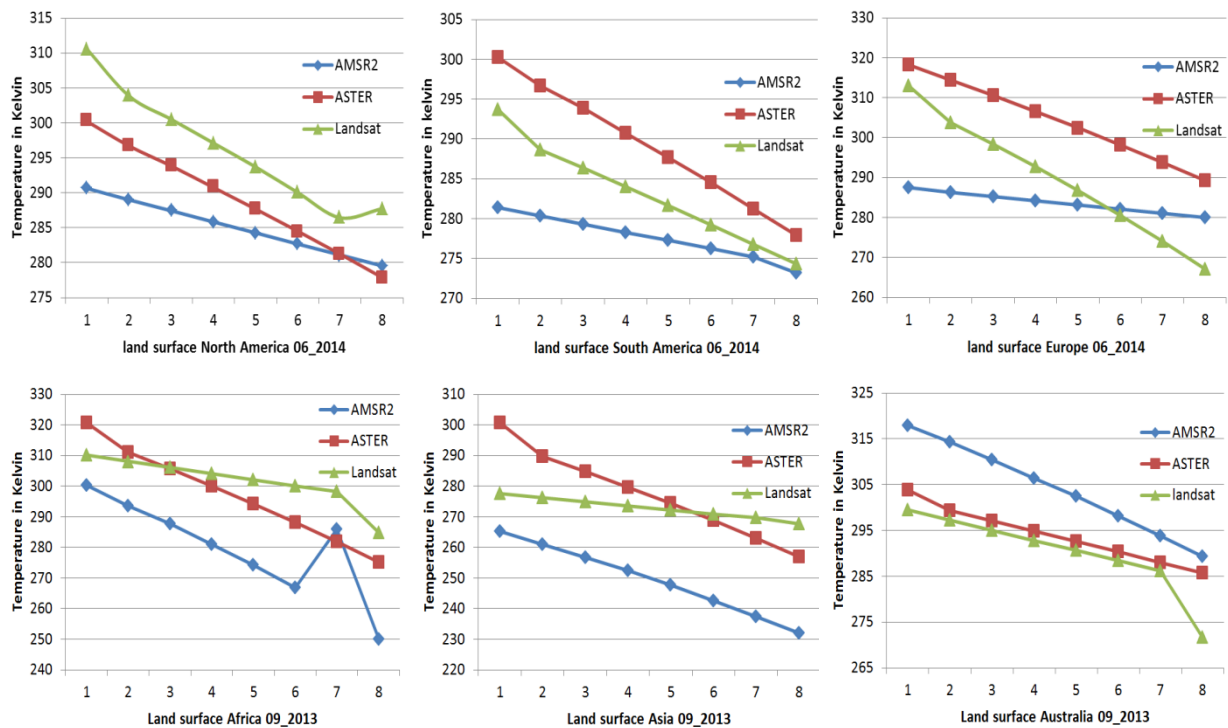 315
310
305
300
295
290
285
280
275
Temperature in Kelvin
AMSR2
ASTER
Landsat
1 2 3 4 5 6 7 8
land surface North America 06_2014
305
300
295
290
285
280
275
270
Temperature in Kelvin
AMSR2
ASTER
Landsat
1 2 3 4 5 6 7 8
land surface South America 06_2014
330
320
310
300
290
280
270
260
Temperature in Kelvin
AMSR2
ASTER
Landsat
1 2 3 4 5 6 7 8
land surface Europe 06_2014
330
320
310
300
290
280
270
260
250
240
Temperature in Kelvin
AMSR2
ASTER
Landsat
1 2 3 4 5 6 7 8
Land surface Africa 09_2013
310
300
290
280
270
260
250
240
230
220
Temperature in Kelvin
AMSR2
ASTER
Landsat
1 2 3 4 5 6 7 8
Land surface Asia 09_2013
325
315
305
295
285
275
265
Temperature in Kelvin
AMSR2
ASTER
landsat
1 2 3 4 5 6 7 8
Land surface Australia 09_2013